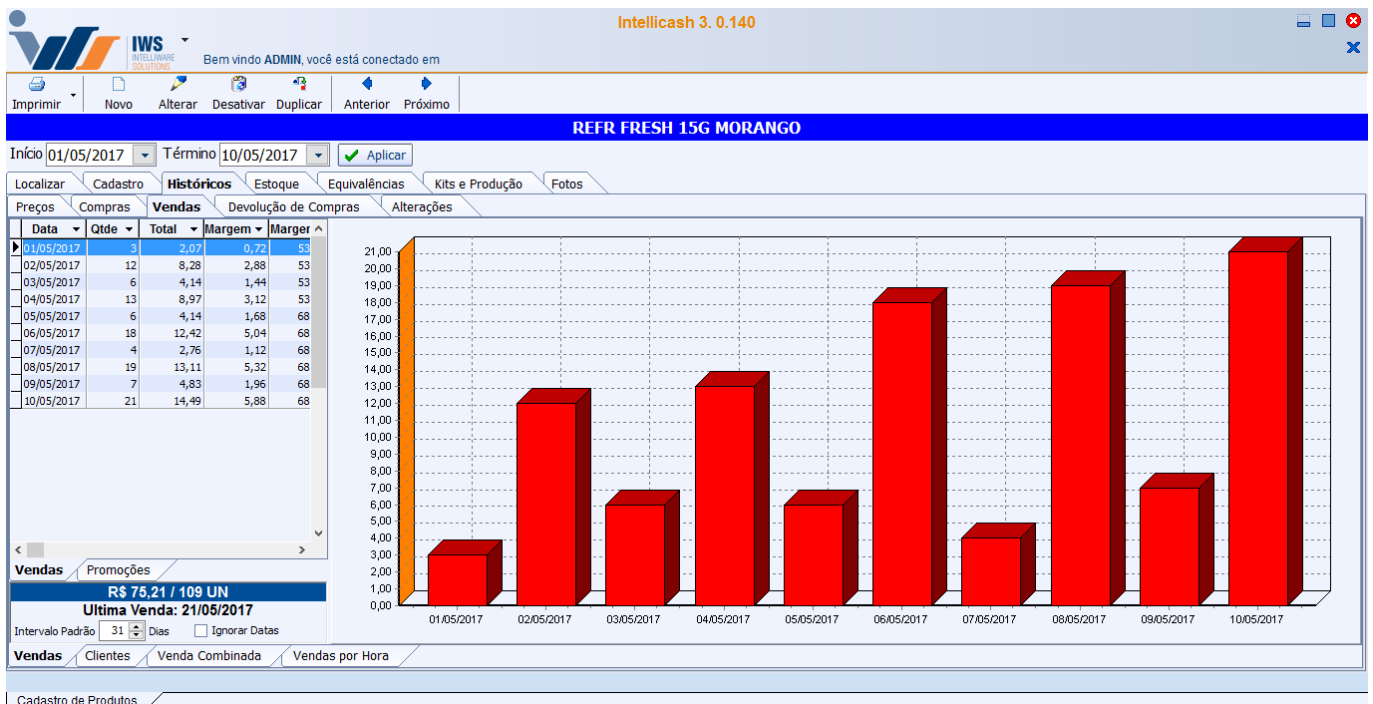 Intellicash 3. 0.140
IWS
INTELLIWARE
SOLUTIONS
Bem vindo ADMIN, você está conectado em
Imprimir Novo Alterar Desativar Duplicar Anterior Próximo
REFR FRESH 15G MORANGO
Início 01/05/2017 Término 10/05/2017 Aplicar
Localizar Cadastro Históricos Estoque Equivalências Kits e Produção Fotos
Preços Compras Vendas Devolução de Compras Alterações
Data Qtde Total Margem Marger
01/05/2017 3 2,07 0,72 53
02/05/2017 12 8,28 2,88 53
03/05/2017 6 4,14 1,44 53
04/05/2017 13 8,97 3,12 53
05/05/2017 6 4,14 1,68 68
06/05/2017 18 12,42 5,04 68
07/05/2017 4 2,76 1,12 68
08/05/2017 19 13,11 5,32 68
09/05/2017 7 4,83 1,96 68
10/05/2017 21 14,49 5,88 68
Vendas Promoções
R$ 75,21 / 109 UN
Ultima Venda: 21/05/2017
Intervalo Padrão 31 Dias Ignorar Datas
21,00
20,00
19,00
18,00
17,00
16,00
15,00
14,00
13,00
12,00
11,00
10,00
9,00
8,00
7,00
6,00
5,00
4,00
3,00
2,00
1,00
0,00
01/05/2017 02/05/2017 03/05/2017 04/05/2017 05/05/2017 06/05/2017 07/05/2017 08/05/2017 09/05/2017 10/05/2017
Vendas Clientes Venda Combinada Vendas por Hora
Cadastro de Produtos